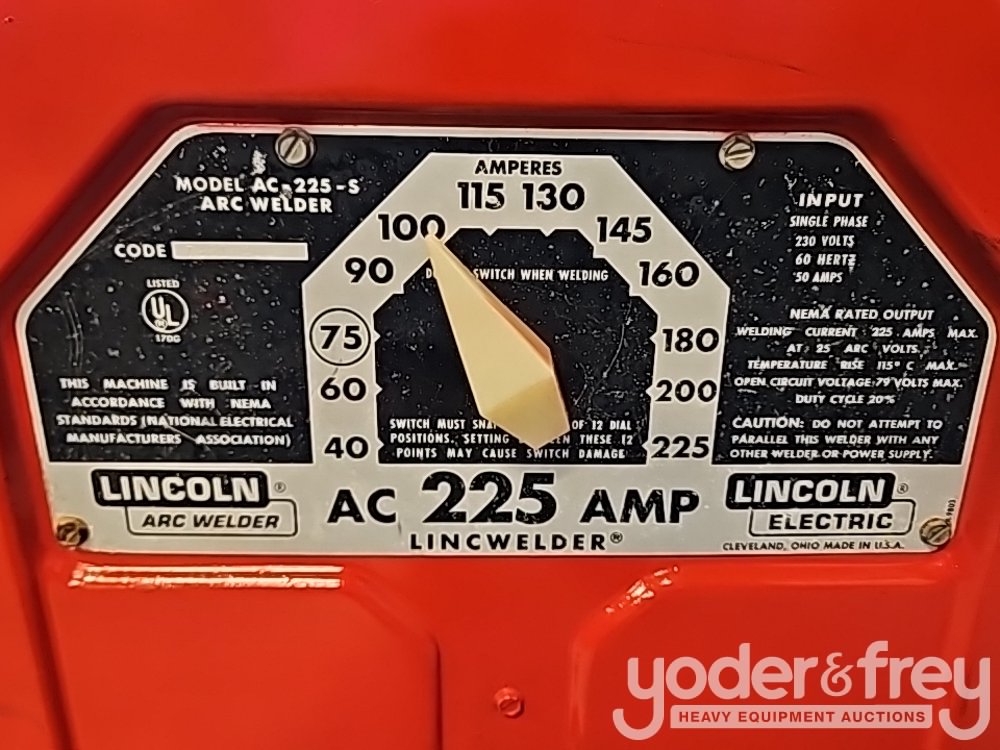 MODEL AC-225-S
ARC WELDER
CODE
LISTED
UL
170G
THIS MACHINE IS BUILT IN
ACCORDANCE WITH NEMA
STANDARDS (NATIONAL ELECTRICAL
MANUFACTURERS ASSOCIATION)
AMPERES
40
60
75
90
100
115
130
145
160
180
200
225
SWITCH WHEN WELDING
SWITCH MUST OF 12 DIAL
POSITIONS. SETTING THESE 12
POINTS MAY CAUSE SWITCH DAMAGE
INPUT
SINGLE PHASE
230 VOLTS
60 HERTZ
50 AMPS
NEMA RATED OUTPUT
WELDING CURRENT 225 AMPS MAX.
AT 25 ARC VOLTS.
TEMPERATURE RISE 115° C MAX.
OPEN CIRCUIT VOLTAGE 79 VOLTS MAX.
DUTY CYCLE 20%
CAUTION: DO NOT ATTEMPT TO
PARALLEL THIS WELDER WITH ANY
OTHER WELDER OR POWER SUPPLY.
LINCOLN ®
ARC WELDER
AC 225 AMP
LINCWELDER®
LINCOLN ®
ELECTRIC
CLEVELAND, OHIO MADE IN U.S.A.
yoder&frey
HEAVY EQUIPMENT AUCTIONS